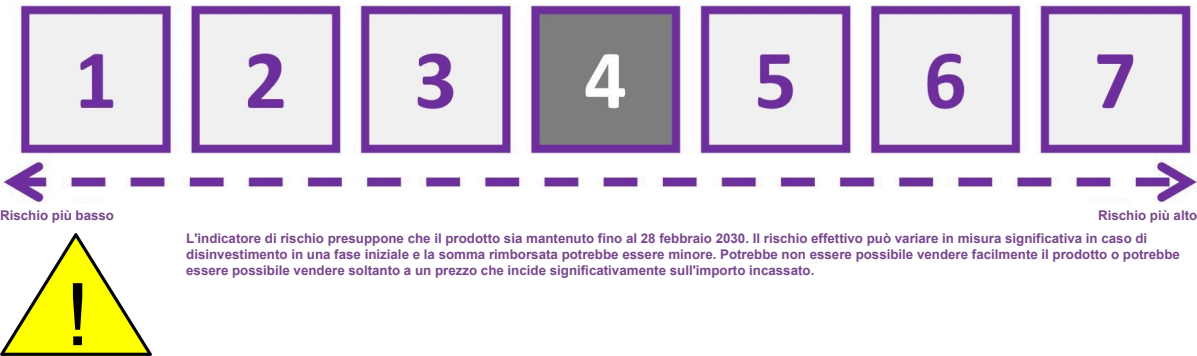 1 2 3 4 5 6 7
Rischio più basso Rischio più alto
L'indicatore di rischio presuppone che il prodotto sia mantenuto fino al 28 febbraio 2030. Il rischio effettivo può variare in misura significativa in caso di
disinvestimento in una fase iniziale e la somma rimborsata potrebbe essere minore. Potrebbe non essere possibile vendere facilmente il prodotto o potrebbe
essere possibile vendere soltanto a un prezzo che incide significativamente sull'importo incassato.
!